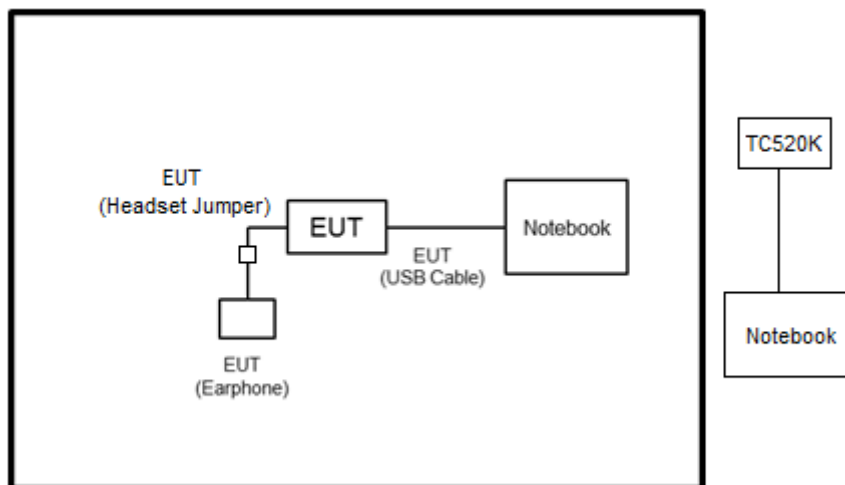 TC520K
EUT
(Headset Jumper)
EUT
Notebook
EUT
(USB Cable)
Notebook
EUT
(Earphone)